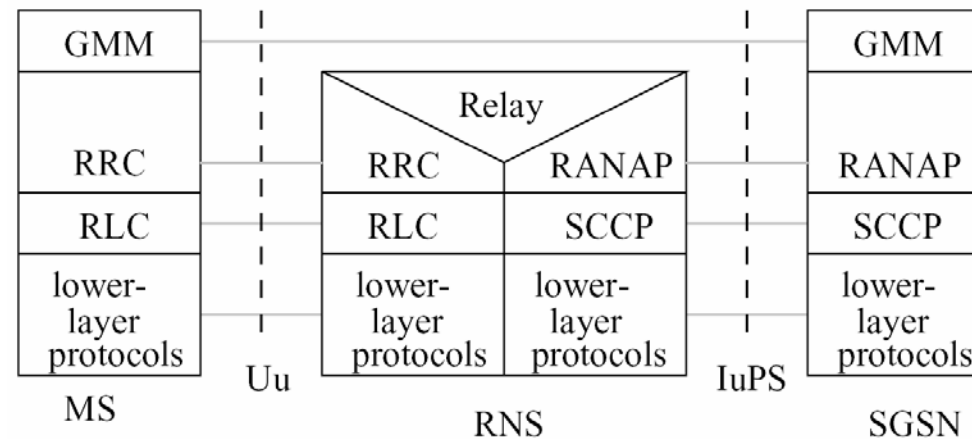 GMM
GMM
Relay
RRC
RRC
RANAP
RANAP
RLC
RLC
SCCP
SCCP
lower-
layer
protocols
lower-
layer
protocols
lower-
layer
protocols
lower-
layer
protocols
Uu
IuPS
MS
RNS
SGSN